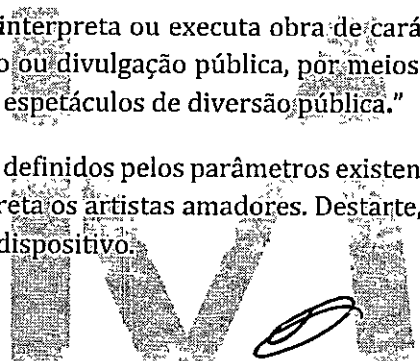 interpreta ou executa obra de cará
o ou divulgação pública, por meios
espetáculos de diversão pública."
definidos pelos parâmetros existen
reta os artistas amadores. Destarte,
dispositivo.